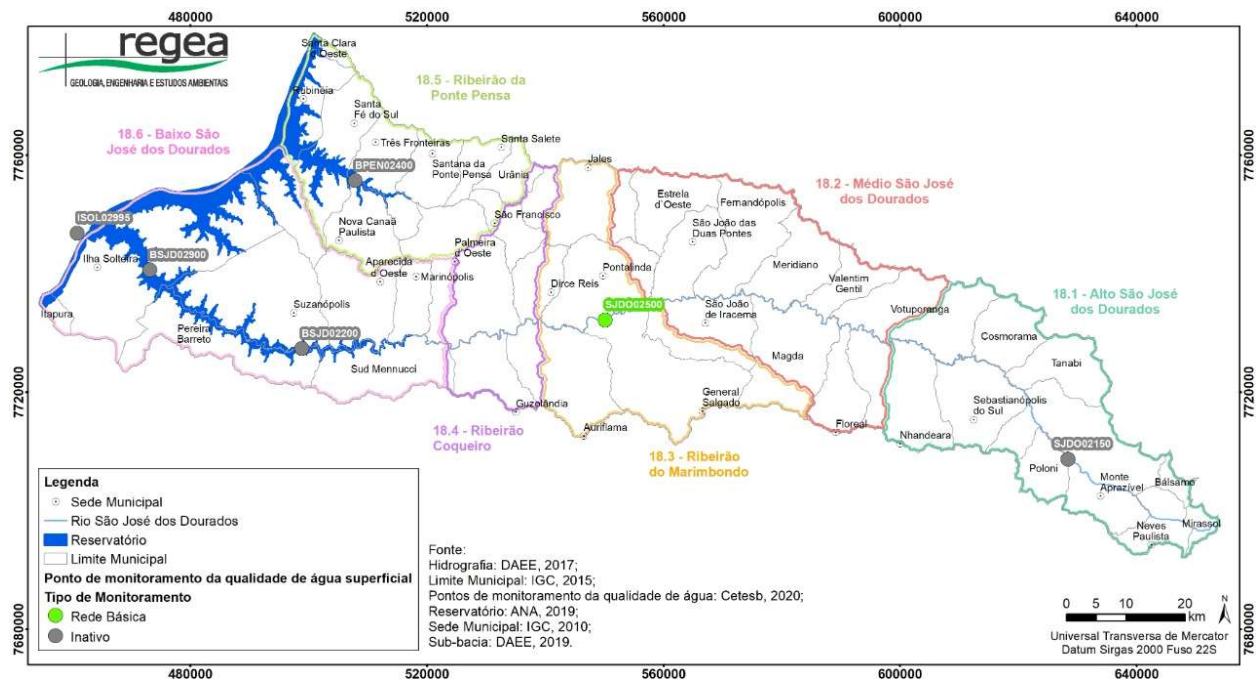 480000
520000
560000
600000
640000
regea
GEOLOGIA, ENGENHARIA E ESTUDOS AMBIENTAIS
7760000
7720000
7680000
7760000
7720000
7680000
Santa Clara
d´Oeste
18.5 - Ribeirão da
Ponte Pensa
Rubinéia
Santa
Fé do Sul
Três Fronteiras
Santa Salete
18.6 - Baixo São
José dos Dourados
Santana da
Ponte Pensa
Urânia
Jales
BPEN02400
18.2 - Médio São José
dos Dourados
Estrela
d´Oeste
Fernandópolis
São Francisco
ISOL02995
Nova Canaã
Paulista
São João das
Duas Pontes
Palmeira
d´Oeste
Ilha Solteira
BSJD02900
Aparecida
d´Oeste
Marinópolis
Pontalinda
Meridiano
Valentim
Gentil
Dirce Reis
18.1 - Alto São José
dos Dourados
Itapura
Suzanópolis
SJDO02500
São João
de Iracema
Votuporanga
Pereira
Barreto
BSJD02200
Cosmorama
Sud Mennucci
Magda
Tanabi
Guzolândia
General
Salgado
Sebastianópolis
do Sul
18.4 - Ribeirão
Coqueiro
Auriflama
Floreal
Nhandeara
18.3 - Ribeirão
do Marimbondo
SJDO02150
Poloni
Monte
Aprazível
Bálsamo
Neves
Paulista
Mirassol
Legenda
Sede Municipal
Rio São José dos Dourados
Reservatório
Limite Municipal
Ponto de monitoramento da qualidade de água superficial
Tipo de Monitoramento
Rede Básica
Inativo
Fonte:
Hidrografia: DAEE, 2017;
Limite Municipal: IGC, 2015;
Pontos de monitoramento da qualidade de água: Cetesb, 2020;
Reservatório: ANA, 2019;
Sede Municipal: IGC, 2010;
Sub-bacia: DAEE, 2019.
0 5 10 20
km
N
Universal Transversa de Mercator
Datum Sirgas 2000 Fuso 22S
480000
520000
560000
600000
640000